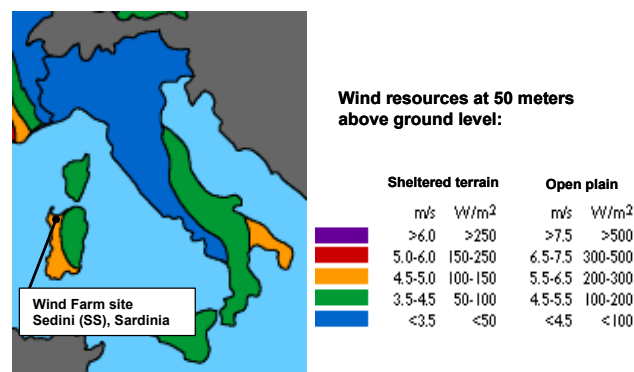 Wind resources at 50 meters
above ground level:
Sheltered terrain Open plain
m/s W/m2 m/s W/m2
>6.0 >250 >7.5 >500
5.0-6.0 150-250 6.5-7.5 300-500
4.5-5.0 100-150 5.5-6.5 200-300
3.5-4.5 50-100 4.5-5.5 100-200
<3.5 <50 <4.5 <100
Wind Farm site
Sedini (SS), Sardinia